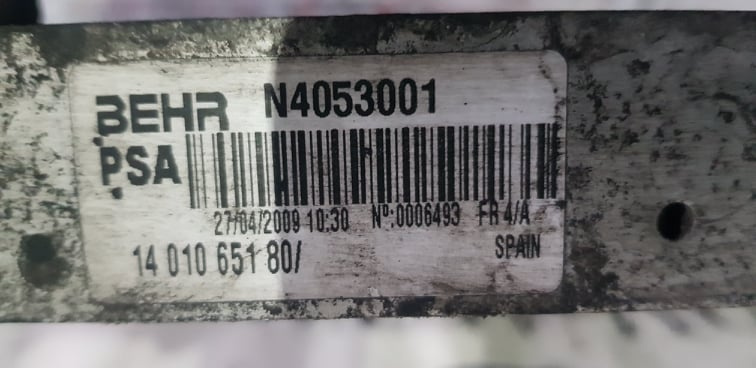 BEHR N4053001
PSA
27/04/2009 10:30 Nº:0006493 FR 4/A
14 010 651 80/ SPAIN